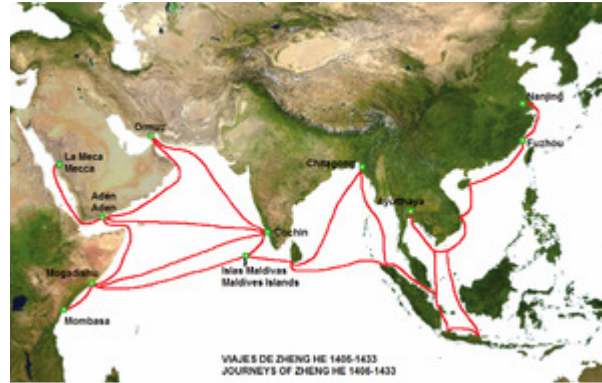 Nanjing
Ormuz
Fuzhou
La Meca
Mecca
Chitagong
Ayutthaya
Aden
Aden
Cochin
Islas Maldivas
Maldives Islands
Mogadishu
Mombasa
VIAJES DE ZHENG HE 1405-1433
JOURNEYS OF ZHENG HE 1405-1433